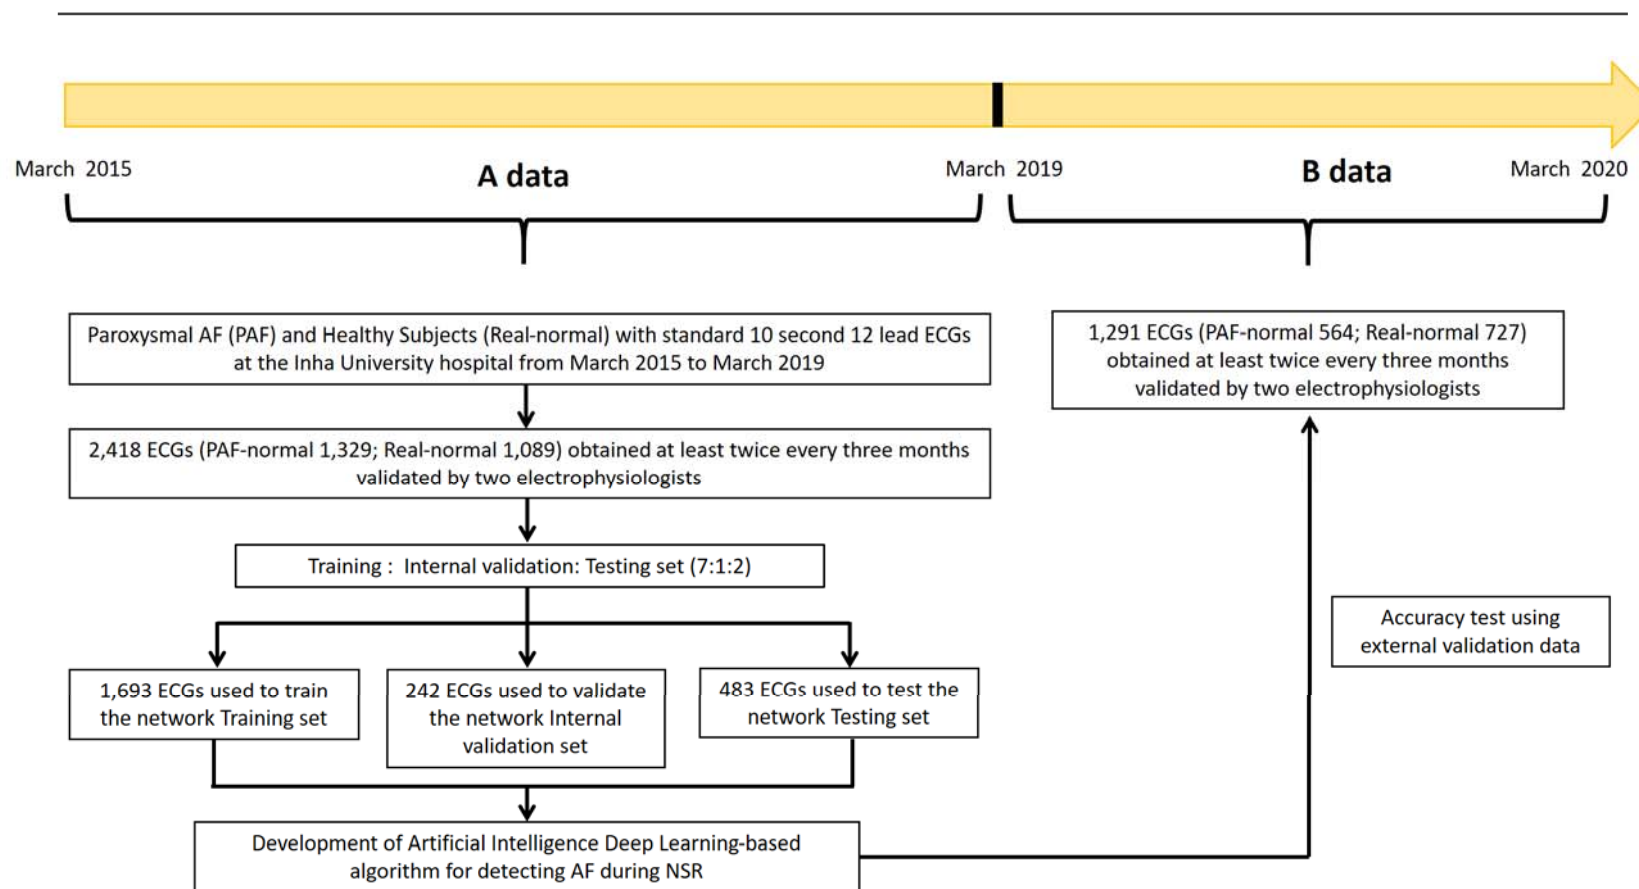 March 2015
A data
March 2019
B data
March 2020
Paroxysmal AF (PAF) and Healthy Subjects (Real-normal) with standard 10 second 12 lead ECGs
at the Inha University hospital from March 2015 to March 2019
2,418 ECGs (PAF-normal 1,329; Real-normal 1,089) obtained at least twice every three months
validated by two electrophysiologists
Training : Internal validation: Testing set (7:1:2)
1,693 ECGs used to train
the network Training set
242 ECGs used to validate
the network Internal
validation set
483 ECGs used to test the
network Testing set
Development of Artificial Intelligence Deep Learning-based
algorithm for detecting AF during NSR
1,291 ECGs (PAF-normal 564; Real-normal 727)
obtained at least twice every three months
validated by two electrophysiologists
Accuracy test using
external validation data